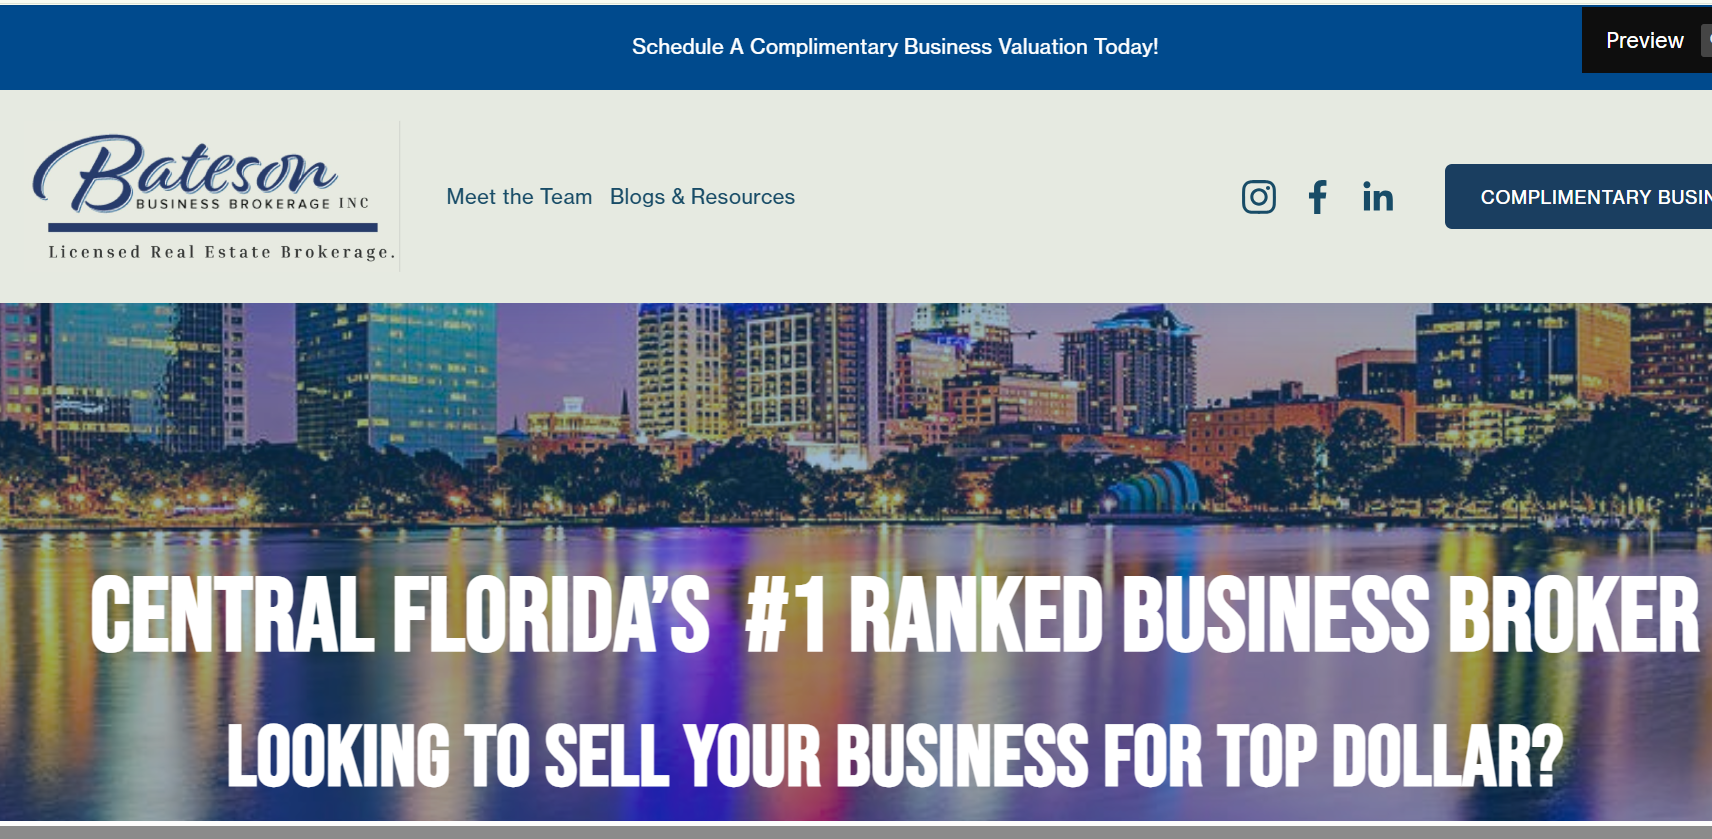 Schedule A Complimentary Business Valuation Today!
Preview
Bateson
BUSINESS BROKERAGE INC
Licensed Real Estate Brokerage.
Meet the Team
Blogs & Resources
COMPLIMENTARY BUSIN
CENTRAL FLORIDA’S #1 RANKED BUSINESS BROKER
LOOKING TO SELL YOUR BUSINESS FOR TOP DOLLAR?